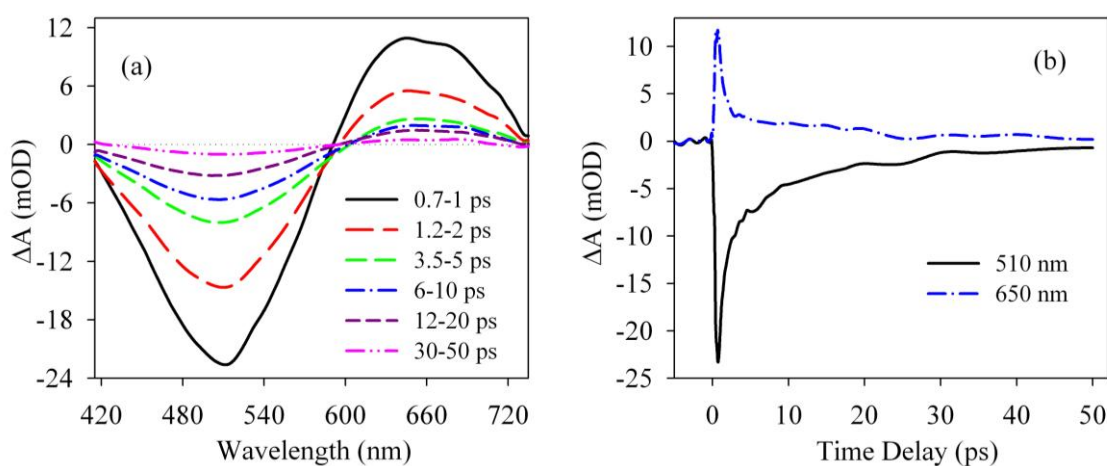 12
6
0
-6
-12
-18
-24
ΔA (mOD)
(a)
0.7-1 ps
1.2-2 ps
3.5-5 ps
6-10 ps
12-20 ps
30-50 ps
420 480 540 600 660 720
Wavelength (nm)
10
5
0
-5
-10
-15
-20
-25
ΔA (mOD)
(b)
510 nm
650 nm
0 10 20 30 40 50
Time Delay (ps)